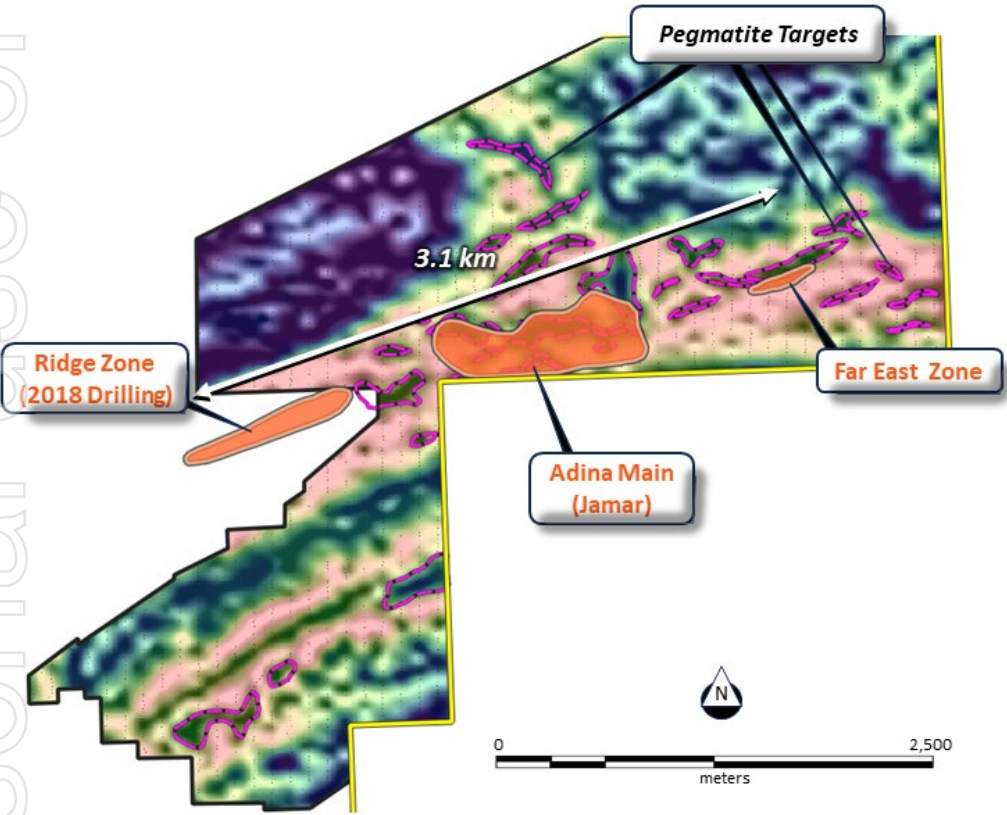 Pegmatite Targets
3.1 km
Ridge Zone
(2018 Drilling)
Far East Zone
Adina Main
(Jamar)
N
0
2,500
meters